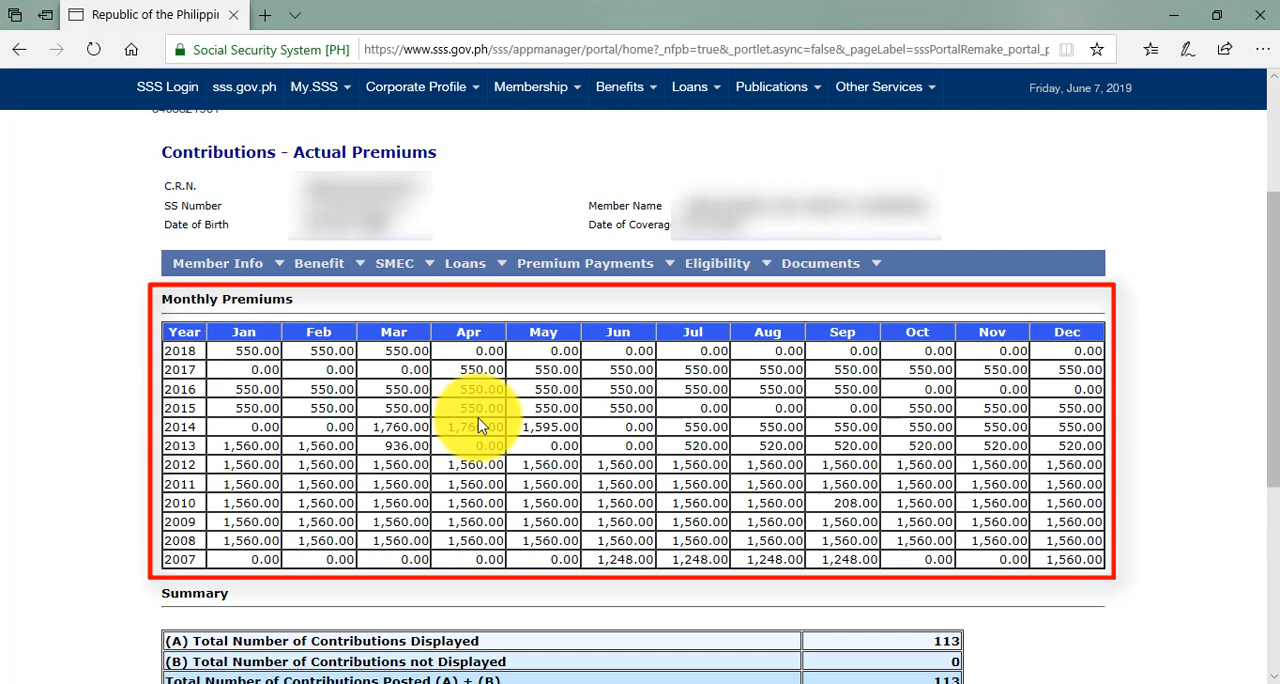 Republic of the Philippin
Social Security System [PH] https://www.sss.gov.ph/sss/appmanager/portal/home?_nfpb=true&_portlet.async=false&_pageLabel=sssPortalRemake_portal_p
SSS Login sss.gov.ph My.SSS Corporate Profile Membership Benefits Loans Publications Other Services Friday, June 7, 2019
Contributions - Actual Premiums
C.R.N.
SS Number Member Name
Date of Birth Date of Coverag
Member Info Benefit SMEC Loans Premium Payments Eligibility Documents
Monthly Premiums
Year Jan Feb Mar Apr May Jun Jul Aug Sep Oct Nov Dec
2018 550.00 550.00 550.00 0.00 0.00 0.00 0.00 0.00 0.00 0.00 0.00 0.00
2017 0.00 0.00 0.00 550.00 550.00 550.00 550.00 550.00 550.00 550.00 550.00 550.00
2016 550.00 550.00 550.00 550.00 550.00 550.00 550.00 550.00 550.00 0.00 0.00 0.00
2015 550.00 550.00 550.00 550.00 550.00 550.00 0.00 0.00 0.00 550.00 550.00 550.00
2014 0.00 0.00 1,760.00 1,595.00 0.00 550.00 550.00 550.00 550.00 550.00 550.00
2013 1,560.00 1,560.00 936.00 0.00 0.00 0.00 520.00 520.00 520.00 520.00 520.00 520.00
2012 1,560.00 1,560.00 1,560.00 1,560.00 1,560.00 1,560.00 1,560.00 1,560.00 1,560.00 1,560.00 1,560.00 1,560.00
2011 1,560.00 1,560.00 1,560.00 1,560.00 1,560.00 1,560.00 1,560.00 1,560.00 1,560.00 1,560.00 1,560.00 1,560.00
2010 1,560.00 1,560.00 1,560.00 1,560.00 1,560.00 1,560.00 1,560.00 1,560.00 208.00 1,560.00 1,560.00 1,560.00
2009 1,560.00 1,560.00 1,560.00 1,560.00 1,560.00 1,560.00 1,560.00 1,560.00 1,560.00 1,560.00 1,560.00 1,560.00
2008 1,560.00 1,560.00 1,560.00 1,560.00 1,560.00 1,560.00 1,560.00 1,560.00 1,560.00 1,560.00 1,560.00 1,560.00
2007 0.00 0.00 0.00 0.00 0.00 1,248.00 1,248.00 1,248.00 1,248.00 0.00 0.00 1,560.00
Summary
(A) Total Number of Contributions Displayed 113
(B) Total Number of Contributions not Displayed 0
Total Number of Contributions Posted (A) + (B) 113